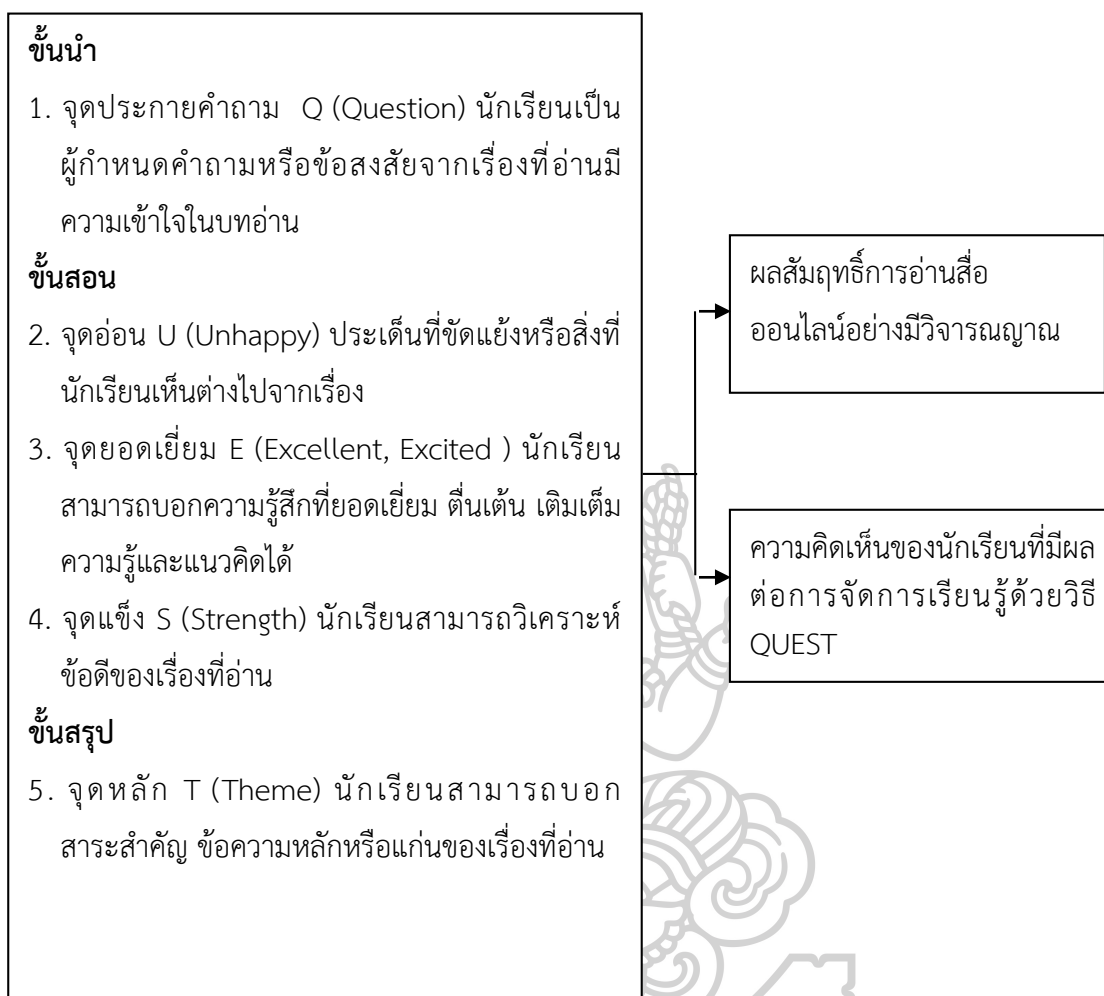 ขั้นนำ
1. จุดประกายคำถาม Q (Question) นักเรียนเป็น
ผู้กำหนดคำถามหรือข้อสงสัยจากเรื่องที่อ่านมี
ความเข้าใจในบทอ่าน
ขั้นสอน
2. จุดอ่อน U (Unhappy) ประเด็นที่ขัดแย้งหรือสิ่งที่
นักเรียนเห็นต่างไปจากเรื่อง
3. จุดยอดเยี่ยม E (Excellent, Excited ) นักเรียน
สามารถบอกความรู้สึกที่ยอดเยี่ยม ตื่นเต้น เติมเต็ม
ความรู้และแนวคิดได้
4. จุดแข็ง S (Strength) นักเรียนสามารถวิเคราะห์
ข้อดีของเรื่องที่อ่าน
ขั้นสรุป
5. จุดหลัก T (Theme) นักเรียนสามารถบอก
สาระสำคัญ ข้อความหลักหรือแก่นของเรื่องที่อ่าน
ผลสัมฤทธิ์การอ่านสื่อ
ออนไลน์อย่างมีวิจารณญาณ
ความคิดเห็นของนักเรียนที่มีผล
ต่อการจัดการเรียนรู้ด้วยวิธี
QUEST